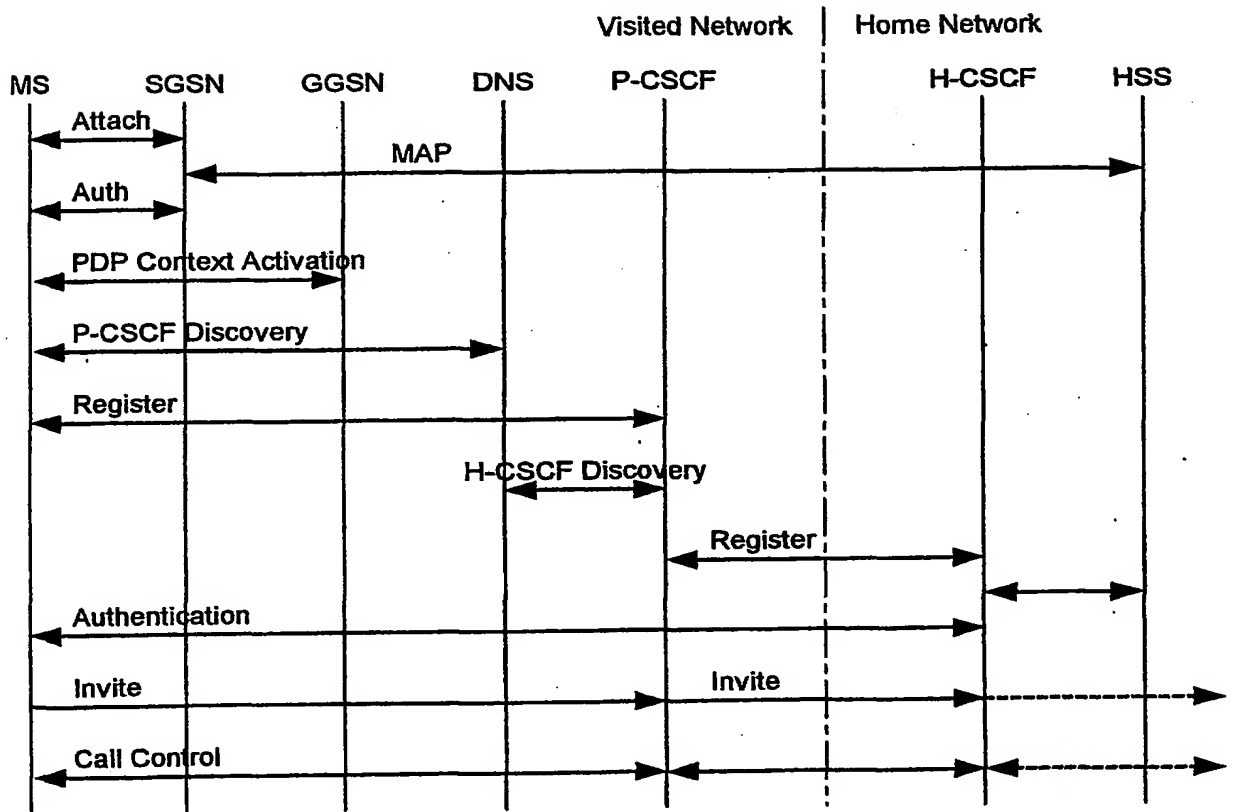 Visited Network Home Network
MS SGSN GGSN DNS P-CSCF H-CSCF HSS
Attach
MAP
Auth
PDP Context Activation
P-CSCF Discovery
Register
H-CSCF Discovery
Register
Authentication
Invite Invite
Call Control